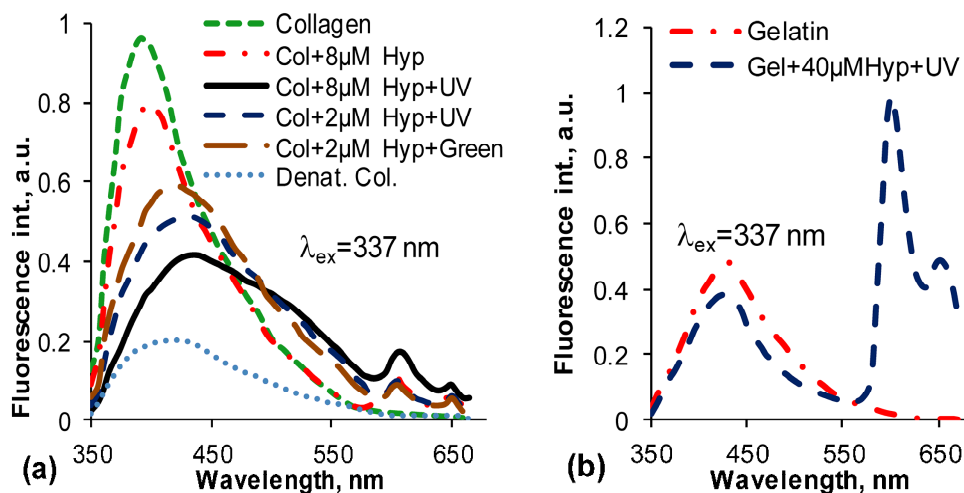 Fluorescence int., a.u.
1
0.8
0.6
0.4
0.2
0
350
450
550
650
Wavelength, nm
(a)
Collagen
Col+8µM Hyp
Col+8µM Hyp+UV
Col+2µM Hyp+UV
Col+2µM Hyp+Green
Denat. Col.
λex=337 nm
Fluorescence int., a.u.
1.2
1
0.8
0.6
0.4
0.2
0
350
450
550
650
Wavelength, nm
(b)
Gelatin
Gel+40µMHyp+UV
λex=337 nm